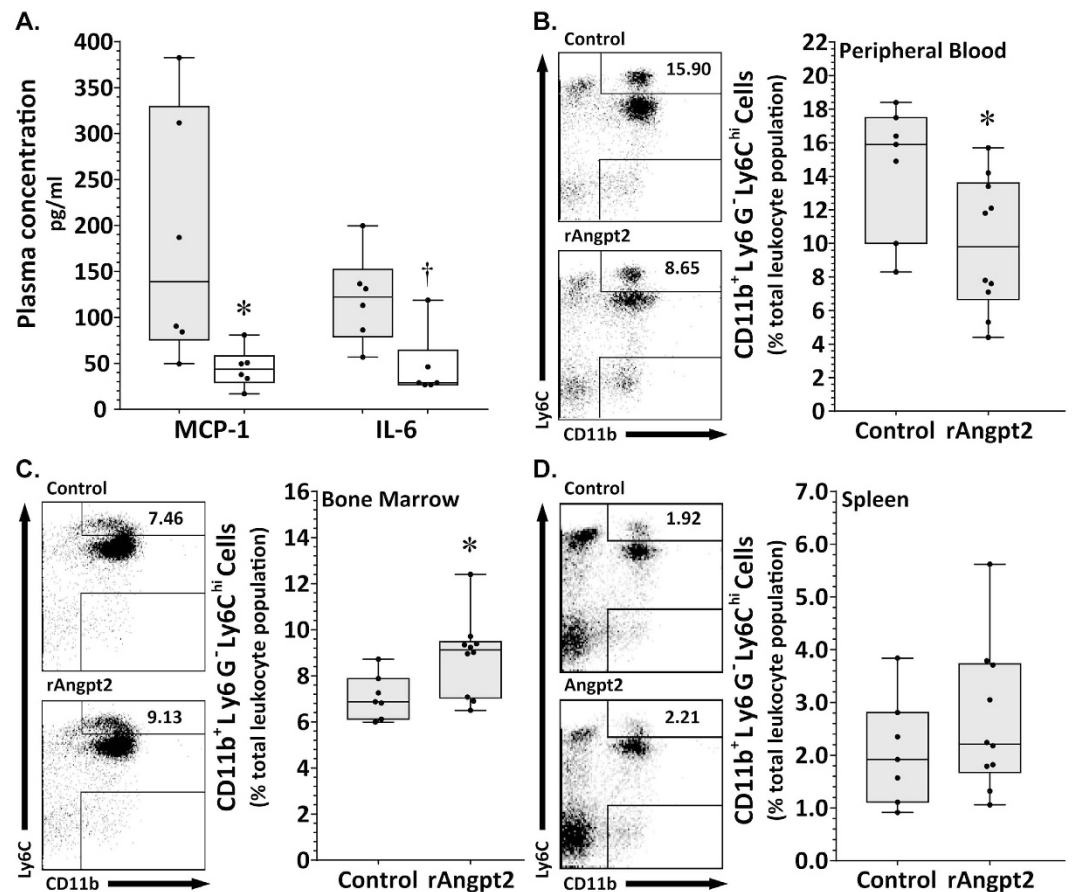 A.
400
350
300
250
200
150
100
50
0
Plasma concentration
pg/ml
*
†
MCP-1 IL-6
B.
Control
15.90
rAngpt2
8.65
Ly6C
CD11b
CD11b⁺Ly6 G⁻Ly6Cʰⁱ Cells
(% total leukocyte population)
Peripheral Blood
22
20
18
16
14
12
10
8
6
4
2
0
*
Control rAngpt2
C.
Control
7.46
rAngpt2
9.13
Ly6C
CD11b
CD11b⁺Ly6 G⁻Ly6Cʰⁱ Cells
(% total leukocyte population)
Bone Marrow
16
14
12
10
8
6
4
2
0
*
Control rAngpt2
D.
Control
1.92
Angpt2
2.21
Ly6C
CD11b
CD11b⁺Ly6 G⁻Ly6Cʰⁱ Cells
(% total leukocyte population)
Spleen
7.0
6.0
5.0
4.0
3.0
2.0
1.0
0.0
Control rAngpt2